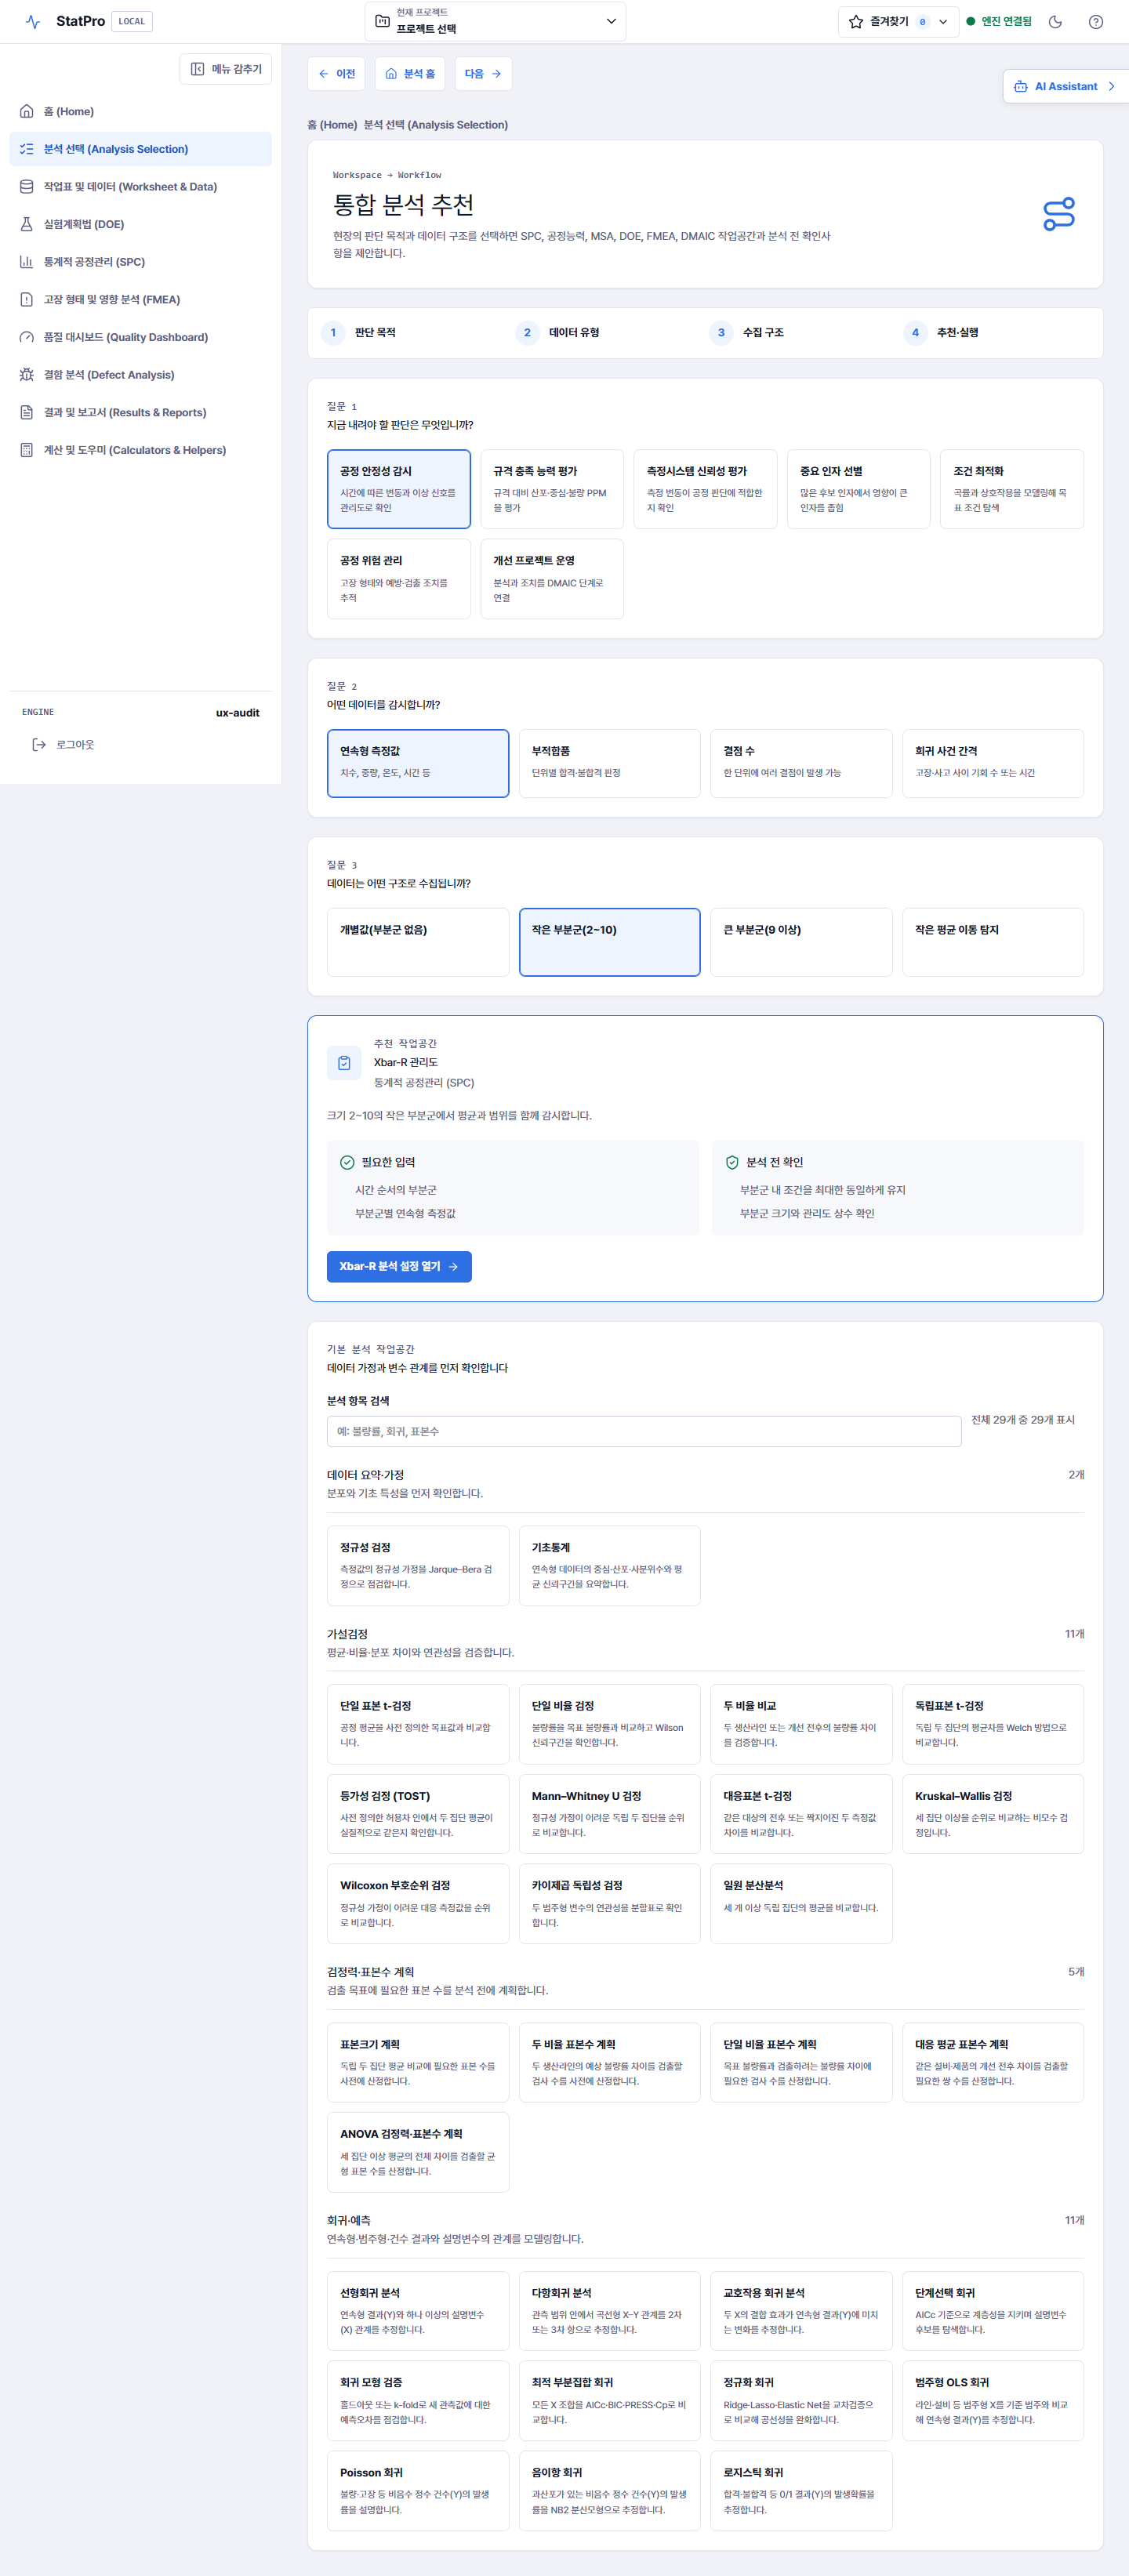 StatPro LOCAL
현재 프로젝트
프로젝트 선택
즐겨찾기 0
엔진 연결됨
메뉴 감추기
홈 (Home)
분석 선택 (Analysis Selection)
작업표 및 데이터 (Worksheet & Data)
실험계획법 (DOE)
통계적 공정관리 (SPC)
고장 형태 및 영향 분석 (FMEA)
품질 대시보드 (Quality Dashboard)
결함 분석 (Defect Analysis)
결과 및 보고서 (Results & Reports)
계산 및 도우미 (Calculators & Helpers)
ENGINE ux-audit
로그아웃
이전
분석 홈
다음
AI Assistant
홈 (Home) 분석 선택 (Analysis Selection)
Workspace → Workflow
통합 분석 추천
현장의 판단 목적과 데이터 구조를 선택하면 SPC, 공정능력, MSA, DOE, FMEA, DMAIC 작업공간과 분석 전 확인사
항을 제안합니다.
1 판단 목적
2 데이터 유형
3 수집 구조
4 추천·실행
질문 1
지금 내려야 할 판단은 무엇입니까?
공정 안정성 감시
시간에 따른 변동과 이상 신호를
관리도로 확인
규격 충족 능력 평가
규격 대비 산포·중심·불량 PPM
을 평가
측정시스템 신뢰성 평가
측정 변동이 공정 판단에 적합한
지 확인
중요 인자 선별
많은 후보 인자에서 영향이 큰
인자를 좁힘
조건 최적화
곡률과 상호작용을 모델링해 목
표 조건 탐색
공정 위험 관리
고장 형태와 예방·검출 조치를
추적
개선 프로젝트 운영
분석과 조치를 DMAIC 단계로
연결
질문 2
어떤 데이터를 감시합니까?
연속형 측정값
치수, 중량, 온도, 시간 등
부적합품
단위별 합격·불합격 판정
결점 수
한 단위에 여러 결점이 발생 가능
희귀 사건 간격
고장·사고 사이 기회 수 또는 시간
질문 3
데이터는 어떤 구조로 수집됩니까?
개별값(부분군 없음)
작은 부분군(2~10)
큰 부분군(9 이상)
작은 평균 이동 탐지
추천 작업공간
Xbar-R 관리도
통계적 공정관리 (SPC)
크기 2~10의 작은 부분군에서 평균과 범위를 함께 감시합니다.
필요한 입력
시간 순서의 부분군
부분군별 연속형 측정값
분석 전 확인
부분군 내 조건을 최대한 동일하게 유지
부분군 크기와 관리도 상수 확인
Xbar-R 분석 설정 열기
기본 분석 작업공간
데이터 가정과 변수 관계를 먼저 확인합니다
분석 항목 검색
예: 불량률, 회귀, 표본수
전체 29개 중 29개 표시
데이터 요약·가정 2개
분포와 기초 특성을 먼저 확인합니다.
정규성 검정
측정값의 정규성 가정을 Jarque–Bera 검
정으로 점검합니다.
기초통계
연속형 데이터의 중심·산포·사분위수와 평
균 신뢰구간을 요약합니다.
가설검정 11개
평균·비율·분포 차이와 연관성을 검증합니다.
단일 표본 t-검정
공정 평균을 사전 정의한 목표값과 비교합
니다.
단일 비율 검정
불량률을 목표 불량률과 비교하고 Wilson
신뢰구간을 확인합니다.
두 비율 비교
두 생산라인 또는 개선 전후의 불량률 차이
를 검증합니다.
독립표본 t-검정
독립 두 집단의 평균차를 Welch 방법으로
비교합니다.
등가성 검정 (TOST)
사전 정의한 허용차 안에서 두 집단 평균이
실질적으로 같은지 확인합니다.
Mann–Whitney U 검정
정규성 가정이 어려운 독립 두 집단을 순위
로 비교합니다.
대응표본 t-검정
같은 대상의 전후 또는 짝지어진 두 측정값
차이를 비교합니다.
Kruskal–Wallis 검정
세 집단 이상을 순위로 비교하는 비모수 검
정입니다.
Wilcoxon 부호순위 검정
정규성 가정이 어려운 대응 측정값을 순위
로 비교합니다.
카이제곱 독립성 검정
두 범주형 변수의 연관성을 분할표로 확인
합니다.
일원 분산분석
세 개 이상 독립 집단의 평균을 비교합니다.
검정력·표본수 계획 5개
검출 목표에 필요한 표본 수를 분석 전에 계획합니다.
표본크기 계획
독립 두 집단 평균 비교에 필요한 표본 수를
사전에 산정합니다.
두 비율 표본수 계획
두 생산라인의 예상 불량률 차이를 검출할
검사 수를 사전에 산정합니다.
단일 비율 표본수 계획
목표 불량률과 검출하려는 불량률 차이에
필요한 검사 수를 산정합니다.
대응 평균 표본수 계획
같은 설비·제품의 개선 전후 차이를 검출할
필요한 쌍 수를 산정합니다.
ANOVA 검정력·표본수 계획
세 집단 이상 평균의 전체 차이를 검출할 균
형 표본 수를 산정합니다.
회귀·예측 11개
연속형·범주형·건수 결과와 설명변수의 관계를 모델링합니다.
선형회귀 분석
연속형 결과(Y)와 하나 이상의 설명변수
(X) 관계를 추정합니다.
다항회귀 분석
관측 범위 안에서 곡선형 X–Y 관계를 2차
또는 3차 항으로 추정합니다.
교호작용 회귀 분석
두 X의 결합 효과가 연속형 결과(Y)에 미치
는 변화를 추정합니다.
단계선택 회귀
AICc 기준으로 계층성을 지키며 설명변수
후보를 탐색합니다.
회귀 모형 검증
홀드아웃 또는 k-fold로 새 관측값에 대한
예측오차를 점검합니다.
최적 부분집합 회귀
모든 X 조합을 AICc·BIC·PRESS·Cp로 비
교합니다.
정규화 회귀
Ridge·Lasso·Elastic Net을 교차검증으
로 비교해 공선성을 완화합니다.
범주형 OLS 회귀
라인·설비 등 범주형 X를 기준 범주와 비교
해 연속형 결과(Y)를 추정합니다.
Poisson 회귀
불량·고장 등 비음수 정수 건수(Y)의 발생
률을 설명합니다.
음이항 회귀
과산포가 있는 비음수 정수 건수(Y)의 발생
률을 NB2 분산모형으로 추정합니다.
로지스틱 회귀
합격·불합격 등 0/1 결과(Y)의 발생확률을
추정합니다.